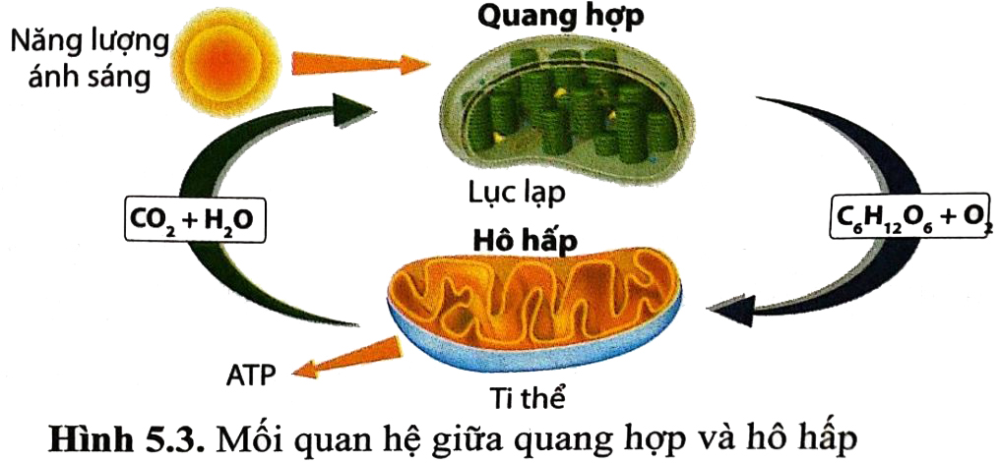 Quang hợp
Năng lượng
ánh sáng
Lục lạp
CO₂ + H₂O
C₆H₁₂O₆ + O₂
Hô hấp
ATP
Ti thể
Hình 5.3. Mối quan hệ giữa quang hợp và hô hấp